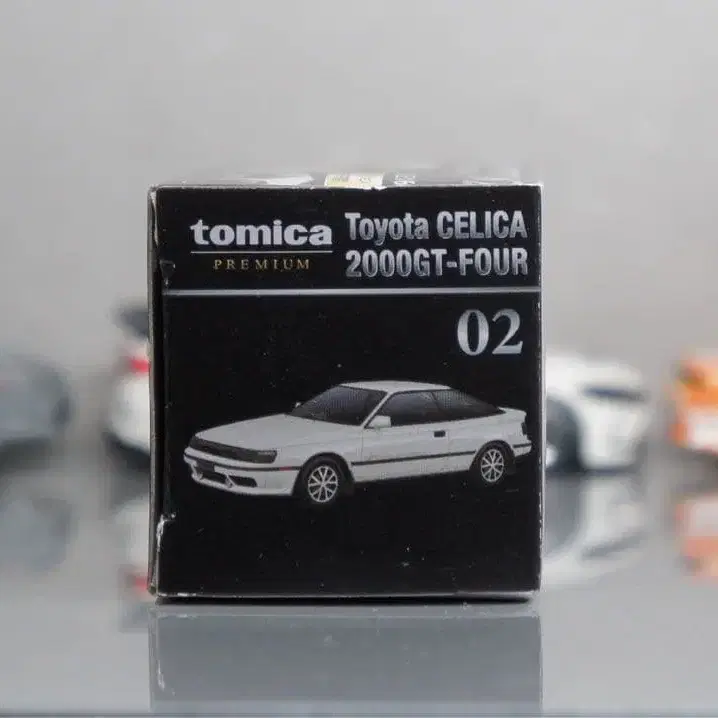 tomica
PREMIUM
Toyota CELICA
2000GT-FOUR
02